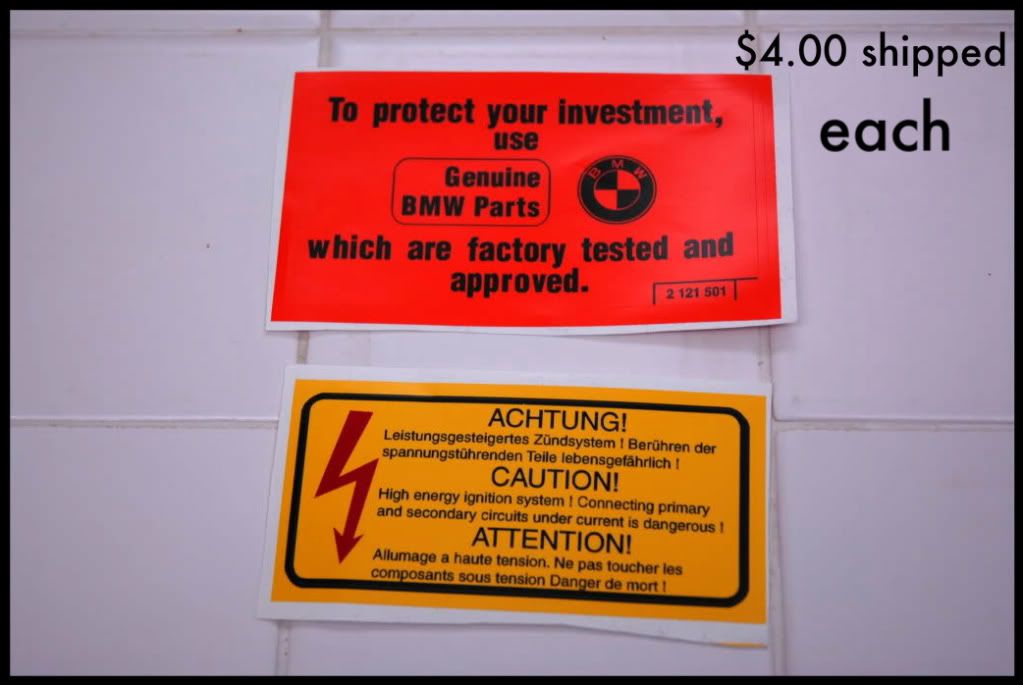 $4.00 shipped
each
To protect your investment,
use
Genuine
BMW Parts
BMW
which are factory tested and
approved.
2 121 501
ACHTUNG!
Leistungsgesteigertes Zündsystem ! Berühren der
spannungstührenden Teile lebensgefährlich !
CAUTION!
High energy ignition system ! Connecting primary
and secondary circuits under current is dangerous !
ATTENTION!
Allumage a haute tension. Ne pas toucher les
composants sous tension Danger de mort !